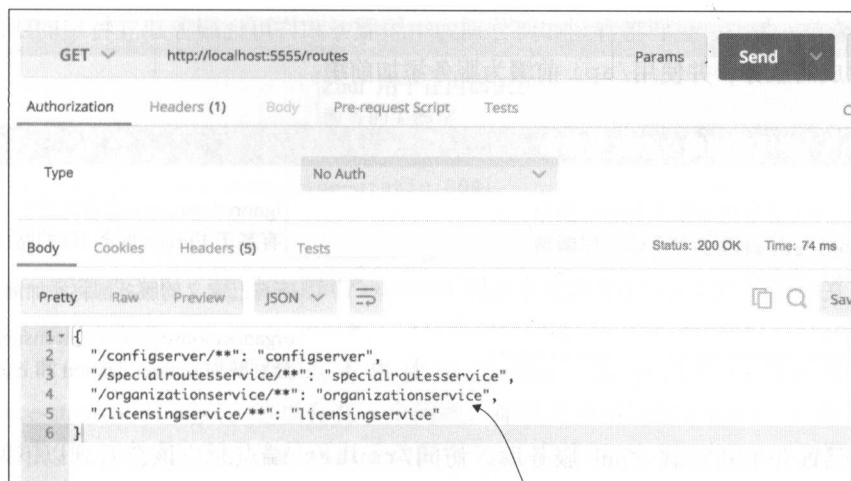 GET http://localhost:5555/routes Params Send
Authorization Headers (1) Body Pre-request Script Tests
Type No Auth
Body Cookies Headers (5) Tests Status: 200 OK Time: 74 ms
Pretty Raw Preview JSON Sav
1 {
2 "/configserver/**": "configserver",
3 "/specialroutesservice/**": "specialroutesservice",
4 "/organizationservice/**": "organizationservice",
5 "/licensingservice/**": "licensingservice"
6 }